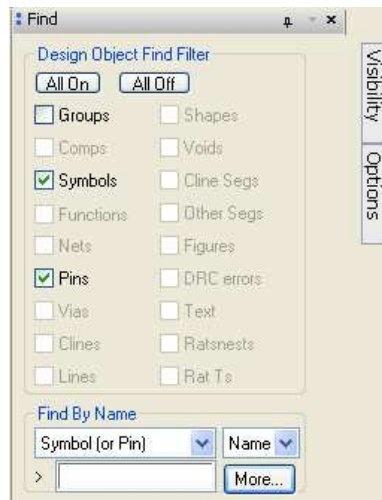 Find
Design Object Find Filter
All On All Off
Groups Shapes
Comps Voids
Symbols Cline Segs
Functions Other Segs
Nets Figures
Pins DRC errors
Vias Text
Clines Ratsnests
Lines Rat Ts
Find By Name
Symbol (or Pin) Name
> More...
Visibility
Options